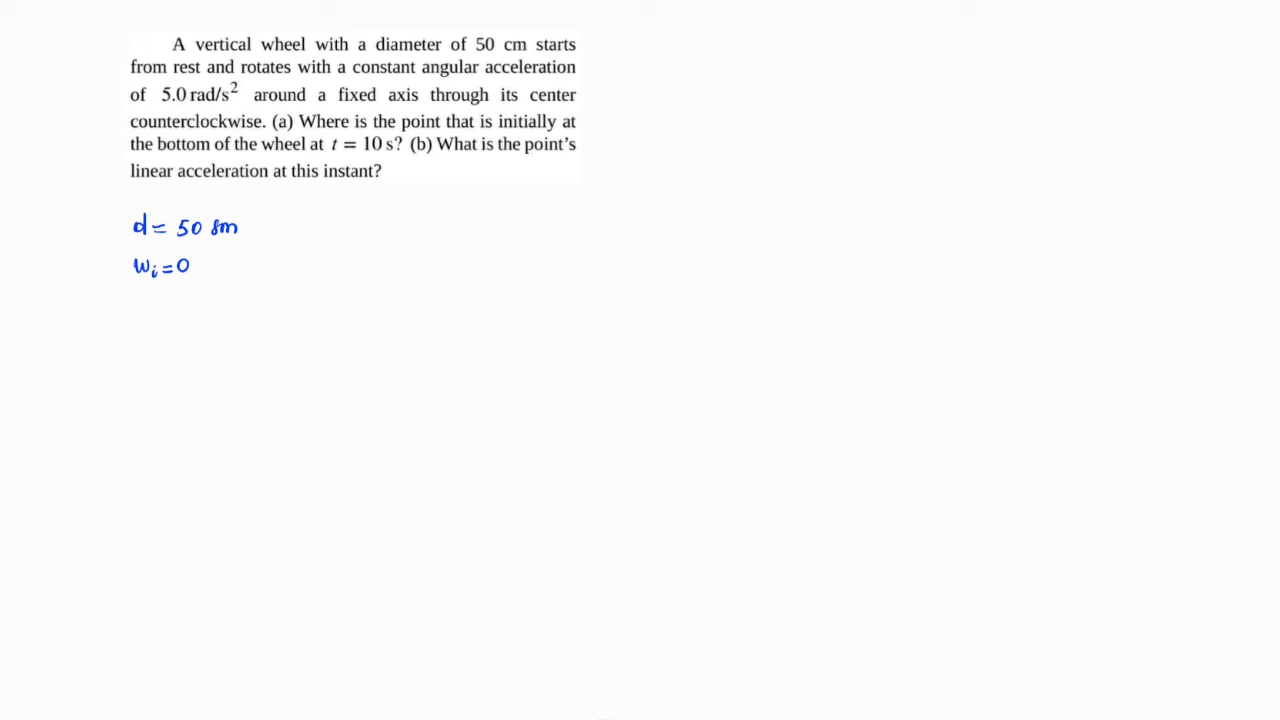 A vertical wheel with a diameter of 50 cm starts
from rest and rotates with a constant angular acceleration
of 5.0 rad/s² around a fixed axis through its center
counterclockwise. (a) Where is the point that is initially at
the bottom of the wheel at t = 10 s? (b) What is the point’s
linear acceleration at this instant?
d = 50 sm
wᵢ = 0